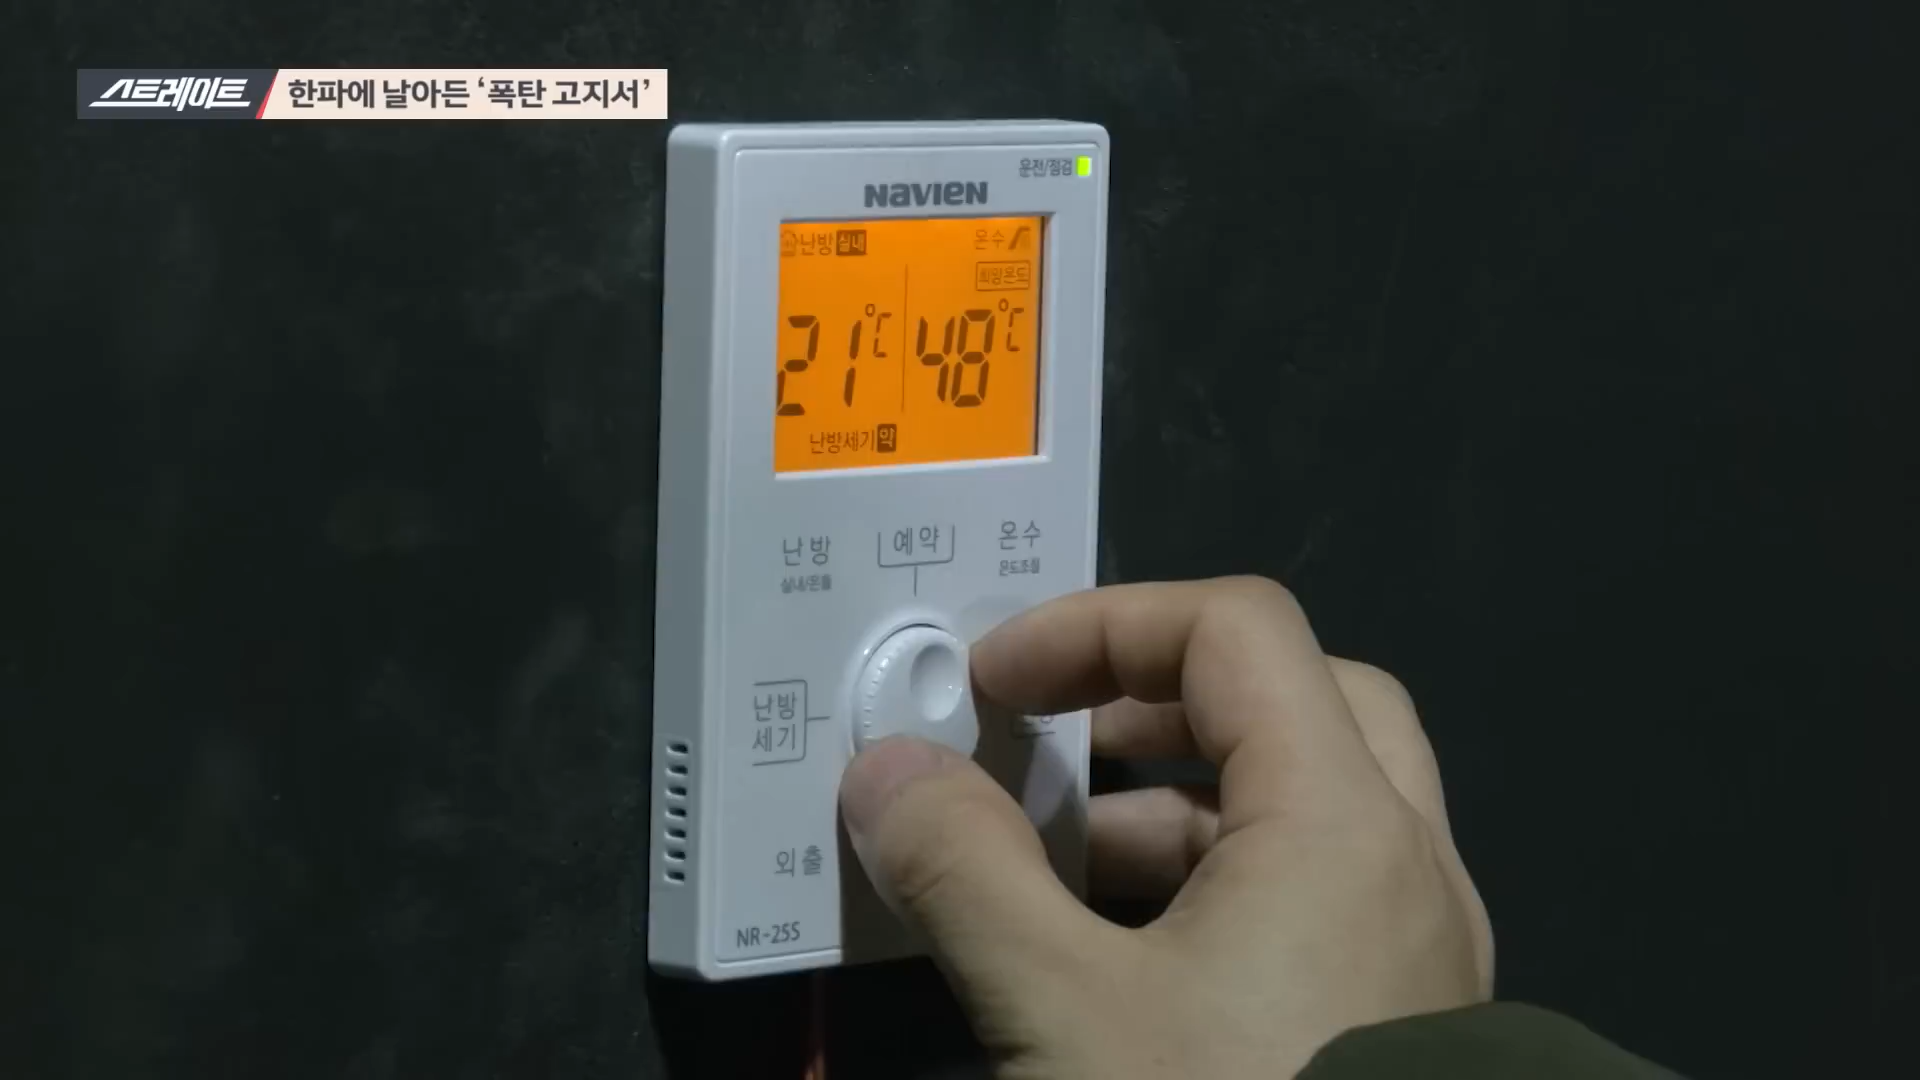 스트레이트 한파에 날아든 ‘폭탄 고지서’
운전/점검
NAVIEN
난방 실내 온수
희망온도
21℃ 48℃
난방세기 약
난방 예약 온수
실내/온돌 온도조절
난방
세기
외출
NR-25S